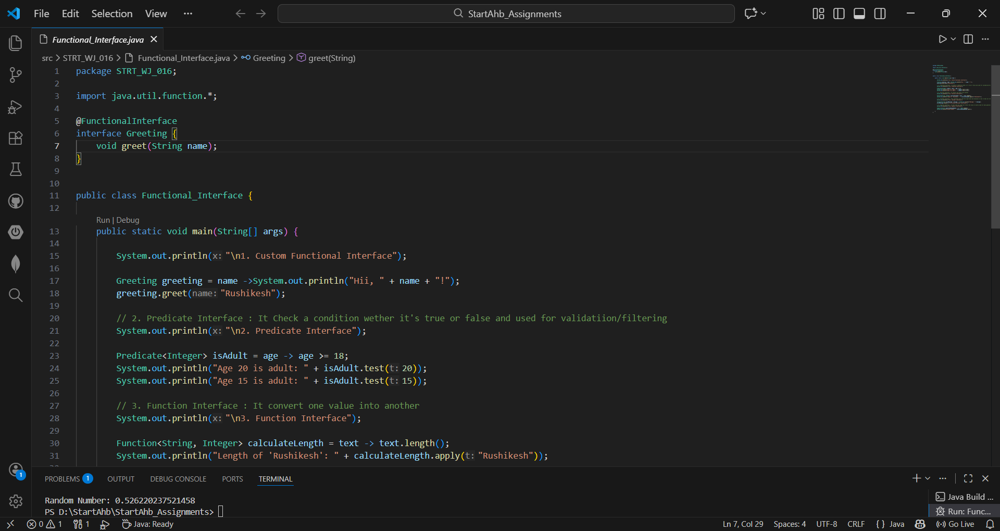 File Edit Selection View ··· StartAhb_Assignments
Functional_Interface.java
src > STRT_WJ_016 > Functional_Interface.java > Greeting > greet(String)
1 package STRT_WJ_016;
2
3 import java.util.function.*;
4
5 @FunctionalInterface
6 interface Greeting {
7 void greet(String name);
8 }
9
10
11 public class Functional_Interface {
12
Run | Debug
13 public static void main(String[] args) {
14
15 System.out.println(x: "\n1. Custom Functional Interface");
16
17 Greeting greeting = name ->System.out.println("Hii, " + name + "!");
18 greeting.greet(name: "Rushikesh");
19
20 // 2. Predicate Interface : It Check a condition wether it's true or false and used for validatiion/filtering
21 System.out.println(x: "\n2. Predicate Interface");
22
23 Predicate<Integer> isAdult = age -> age >= 18;
24 System.out.println("Age 20 is adult: " + isAdult.test(t: 20));
25 System.out.println("Age 15 is adult: " + isAdult.test(t: 15));
26
27 // 3. Function Interface : It convert one value into another
28 System.out.println(x: "\n3. Function Interface");
29
30 Function<String, Integer> calculateLength = text -> text.length();
31 System.out.println("Length of 'Rushikesh': " + calculateLength.apply(t: "Rushikesh"));
PROBLEMS 1 OUTPUT DEBUG CONSOLE PORTS TERMINAL
Random Number: 0.526220237521458
PS D:\StartAhb\StartAhb_Assignments>
Java Build ...
Run: Func...
1
0 1 1 Java: Ready Ln 7, Col 29 Spaces: 4 UTF-8 CRLF { } Java Go Live